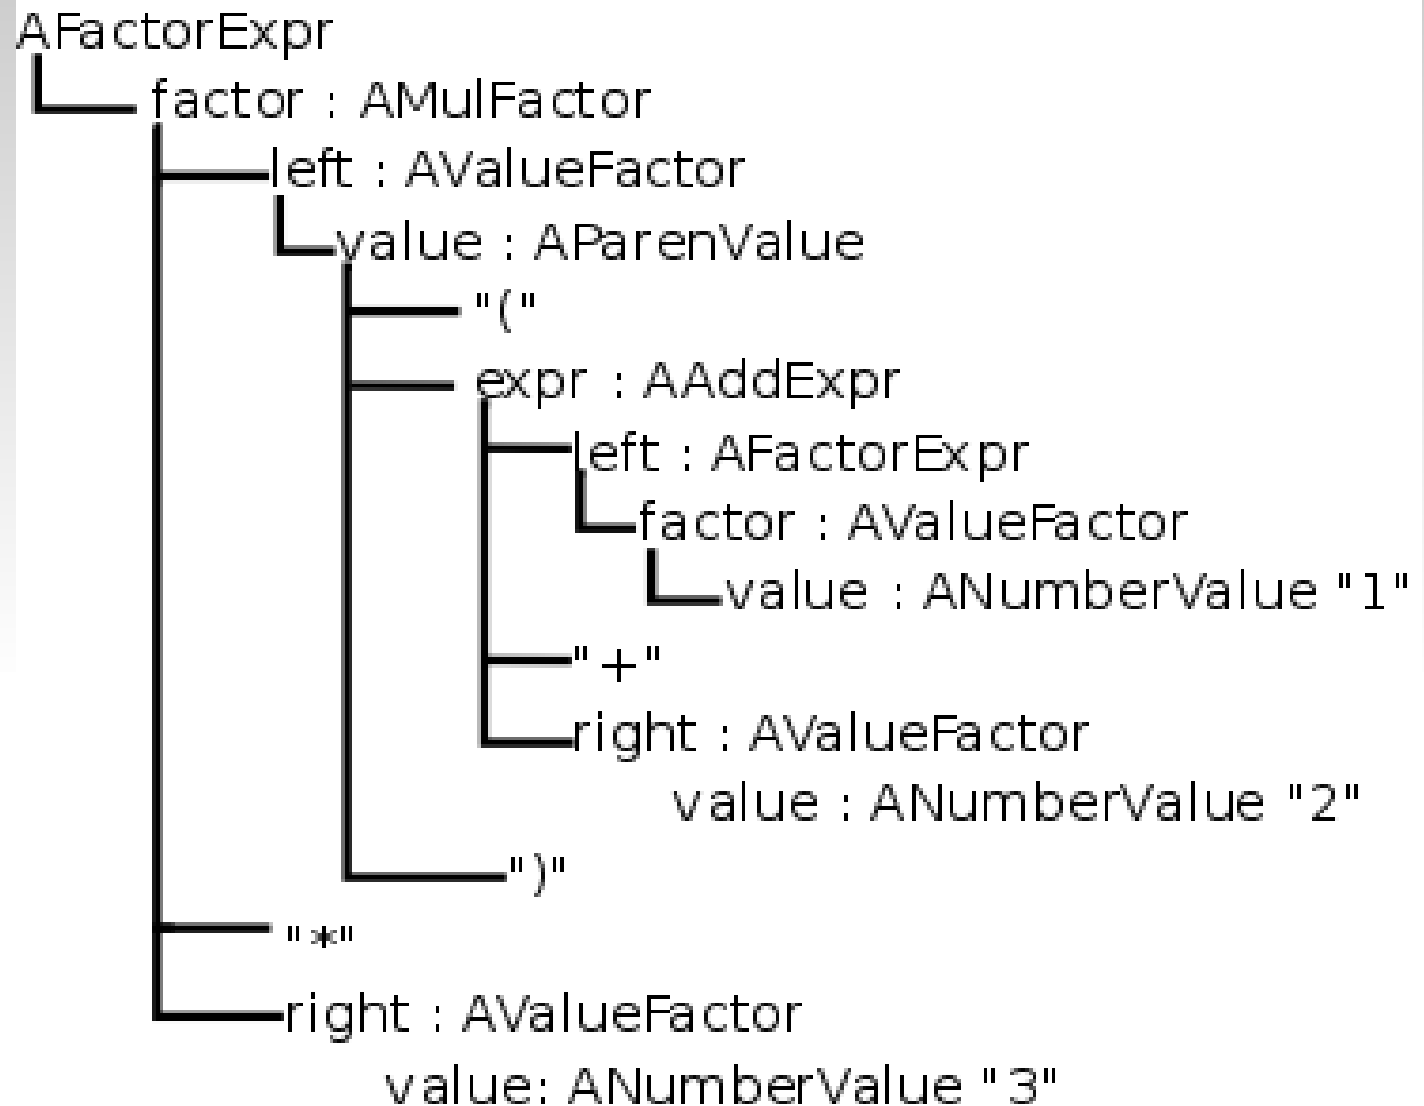 AFactorExpr
factor : AMulFactor
left : AValueFactor
value : AParenValue
"("
expr : AAddExpr
left : AFactorExpr
factor : AValueFactor
value : ANumberValue "1"
"+"
right : AValueFactor
value : ANumberValue "2"
")"
"*"
right : AValueFactor
value: ANumberValue "3"